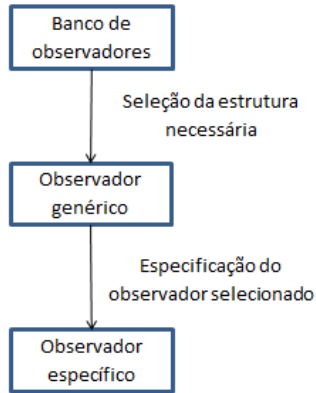 Banco de
observadores
Seleção da estrutura
necessária
Observador
genérico
Especificação do
observador selecionado
Observador
específico